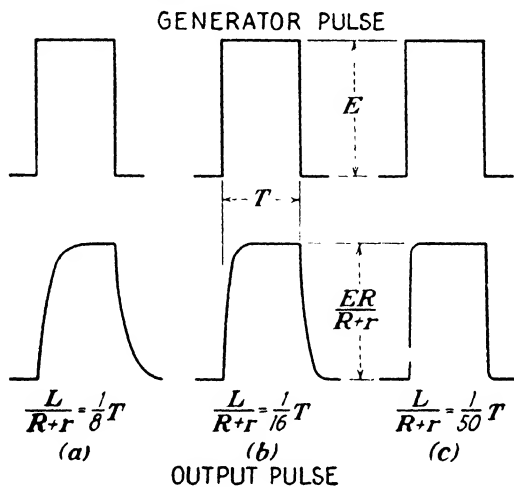 GENERATOR PULSE
E
T
ER/R+r
L/R+r = 1/8 T
L/R+r = 1/16 T
L/R+r = 1/50 T
(a)
(b)
(c)
OUTPUT PULSE